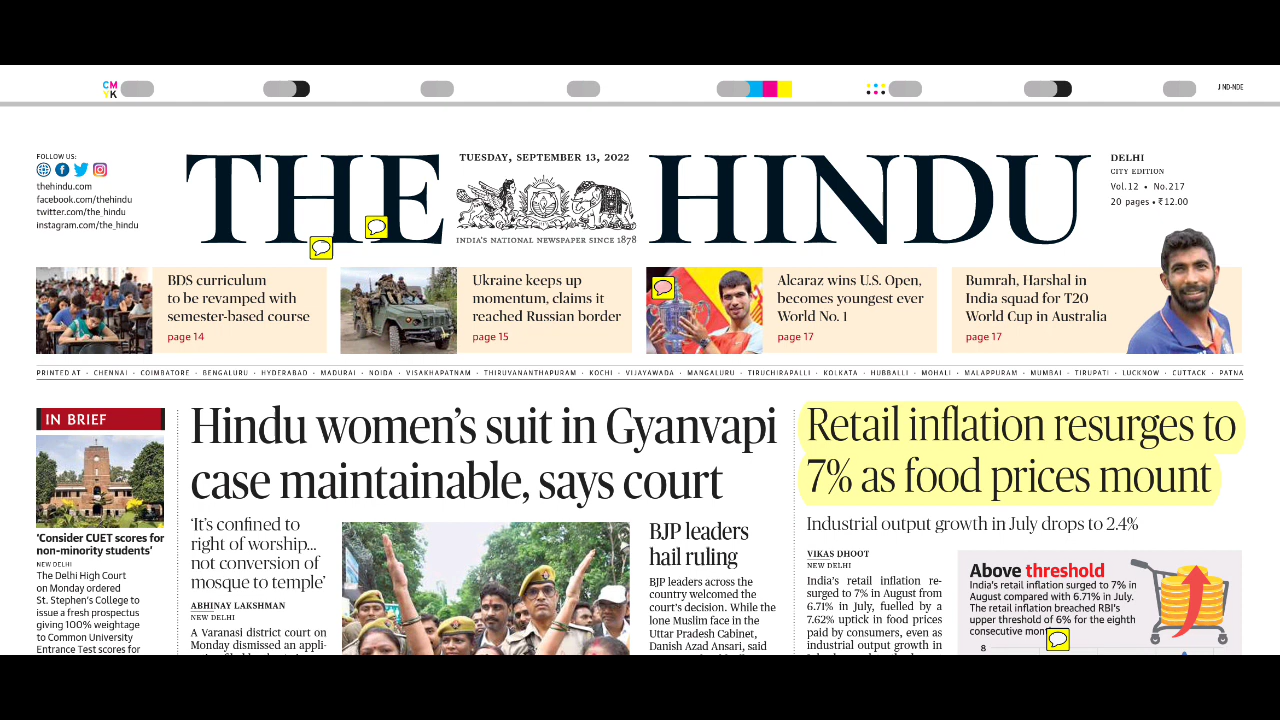 CM
YK
J ND-NDE
FOLLOW US:
thehindu.com
facebook.com/thehindu
twitter.com/the_hindu
instagram.com/the_hindu
THE HINDU
TUESDAY, SEPTEMBER 13, 2022
INDIA'S NATIONAL NEWSPAPER SINCE 1878
DELHI
CITY EDITION
Vol.12 • No.217
20 pages • ₹12.00
BDS curriculum
to be revamped with
semester-based course
page 14
Ukraine keeps up
momentum, claims it
reached Russian border
page 15
Alcaraz wins U.S. Open,
becomes youngest ever
World No. 1
page 17
Bumrah, Harshal in
India squad for T20
World Cup in Australia
page 17
PRINTED AT · CHENNAI · COIMBATORE · BENGALURU · HYDERABAD · MADURAI · NOIDA · VISAKHAPATNAM · THIRUVANANTHAPURAM · KOCHI · VIJAYAWADA · MANGALURU · TIRUCHIRAPALLI · KOLKATA · HUBBALLI · MOHALI · MALAPPURAM · MUMBAI · TIRUPATI · LUCKNOW · CUTTACK · PATNA
IN BRIEF
'Consider CUET scores for
non-minority students'
NEW DELHI
The Delhi High Court
on Monday ordered
St. Stephen's College to
issue a fresh prospectus
giving 100% weightage
to Common University
Entrance Test scores for
Hindu women's suit in Gyanvapi
case maintainable, says court
'It's confined to
right of worship...
not conversion of
mosque to temple'
ABHINAY LAKSHMAN
NEW DELHI
A Varanasi district court on
Monday dismissed an appli-
BJP leaders
hail ruling
BJP leaders across the
country welcomed the
court's decision. While the
lone Muslim face in the
Uttar Pradesh Cabinet,
Danish Azad Ansari, said
Retail inflation resurges to
7% as food prices mount
Industrial output growth in July drops to 2.4%
VIKAS DHOOT
NEW DELHI
India's retail inflation re-
surged to 7% in August from
6.71% in July, fuelled by a
7.62% uptick in food prices
paid by consumers, even as
industrial output growth in
Above threshold
India's retail inflation surged to 7% in
August compared with 6.71% in July.
The retail inflation breached RBI's
upper threshold of 6% for the eighth
consecutive mon
8